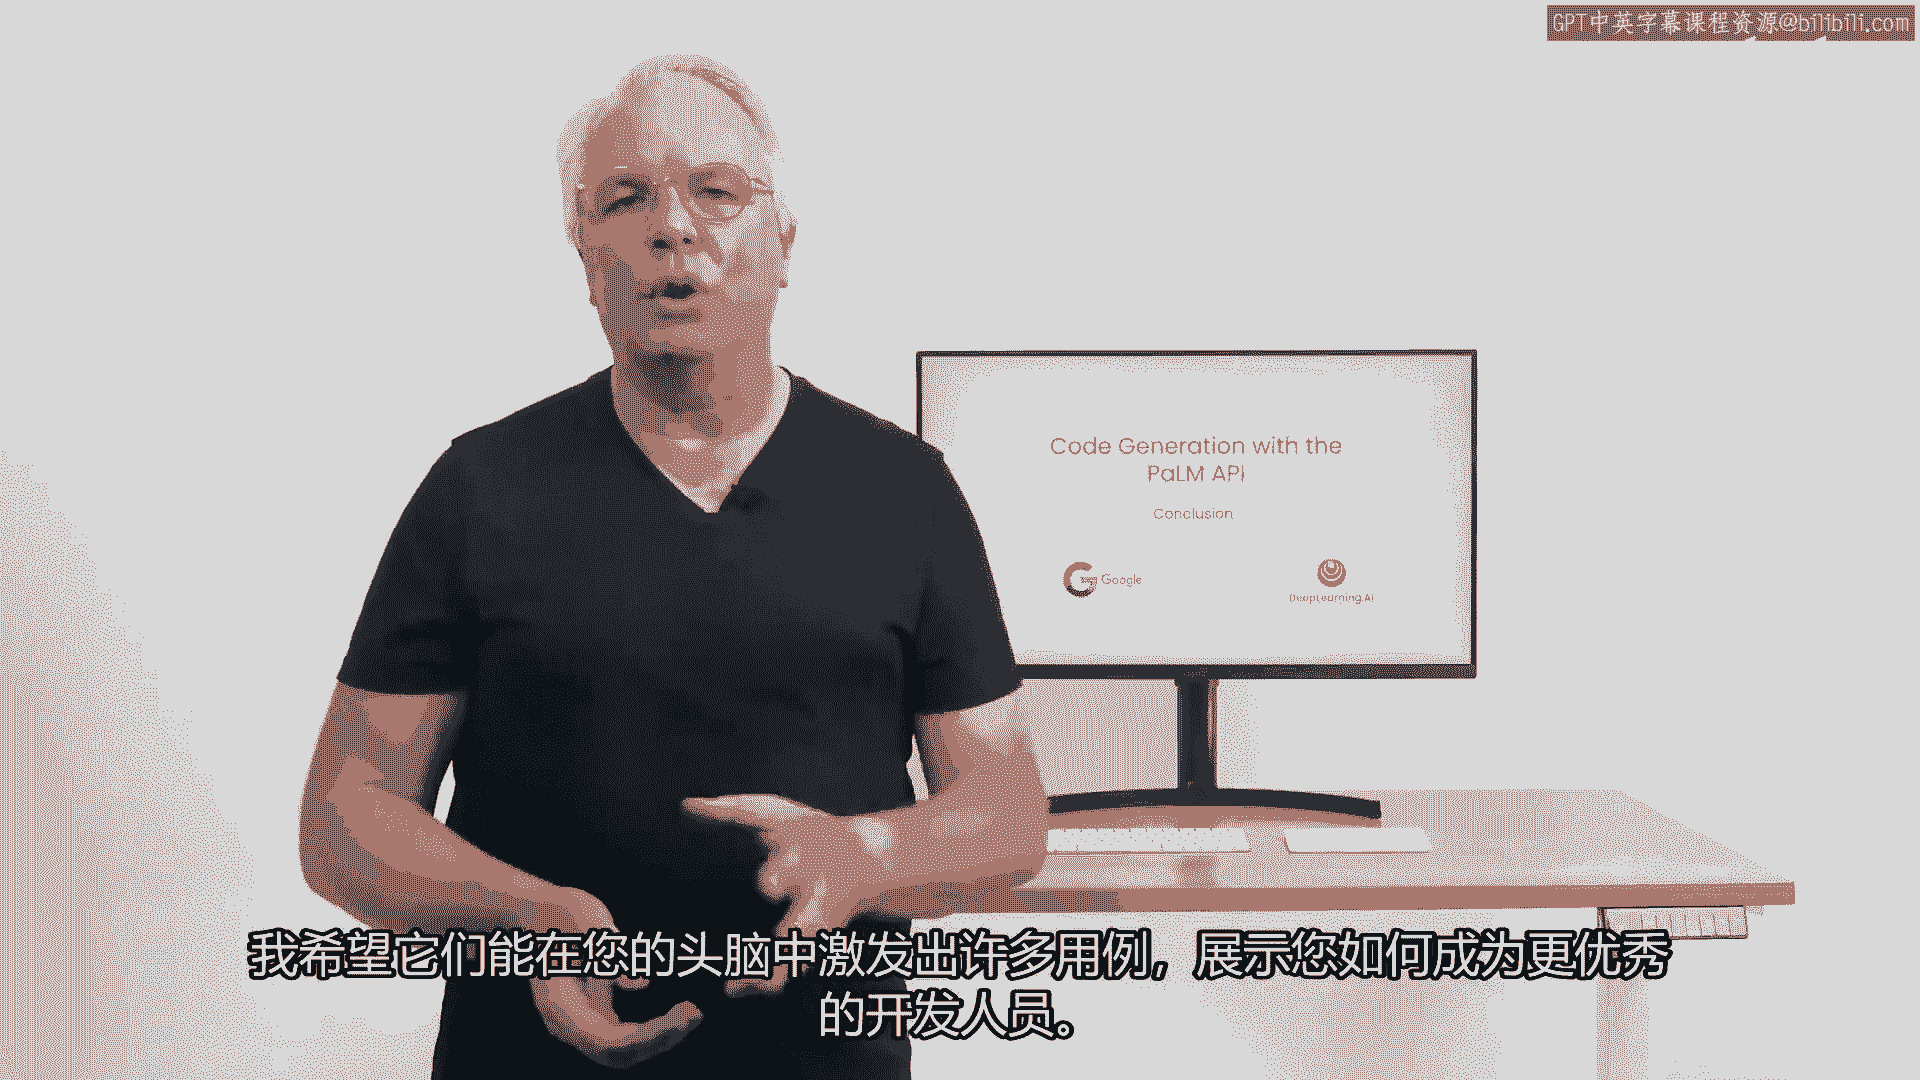 GPT中英字幕课程资源@bilibili.com
Code Generation with the
PaLM API
Conclusion
Google
DeepLearning.AI
我希望它们能在您的头脑中激发出许多用例，展示您如何成为更优秀
的开发人员。